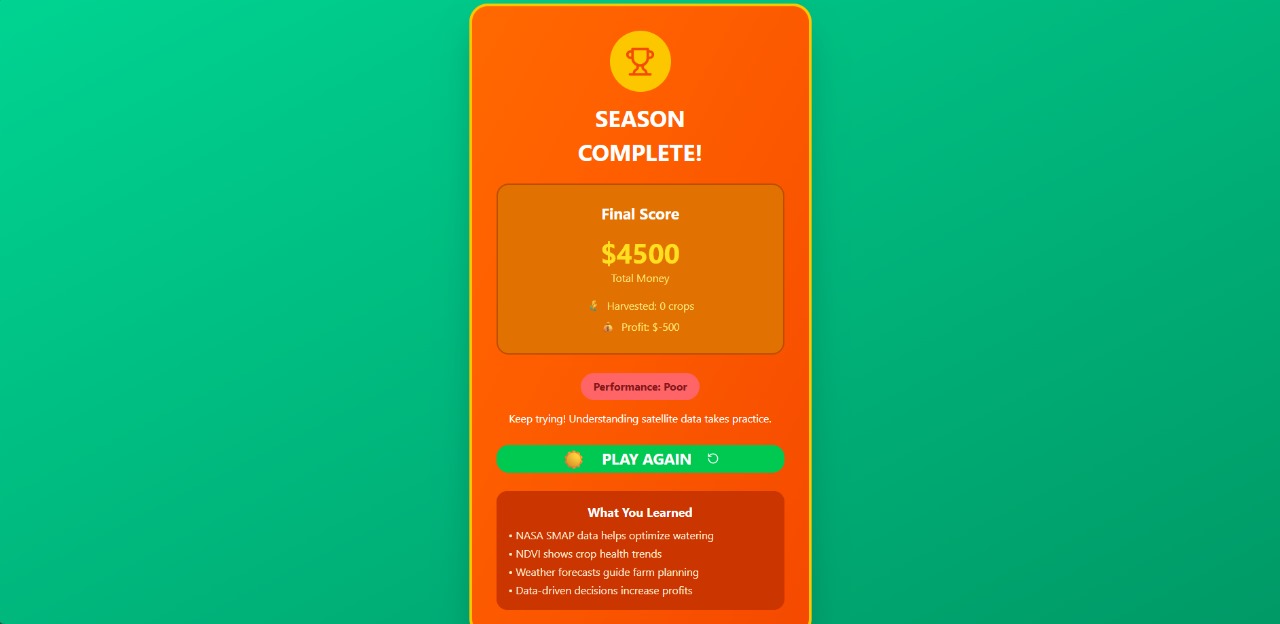 SEASON
COMPLETE!
Final Score
$4500
Total Money
Harvested: 0 crops
Profit: $-500
Performance: Poor
Keep trying! Understanding satellite data takes practice.
PLAY AGAIN
What You Learned
• NASA SMAP data helps optimize watering
• NDVI shows crop health trends
• Weather forecasts guide farm planning
• Data-driven decisions increase profits